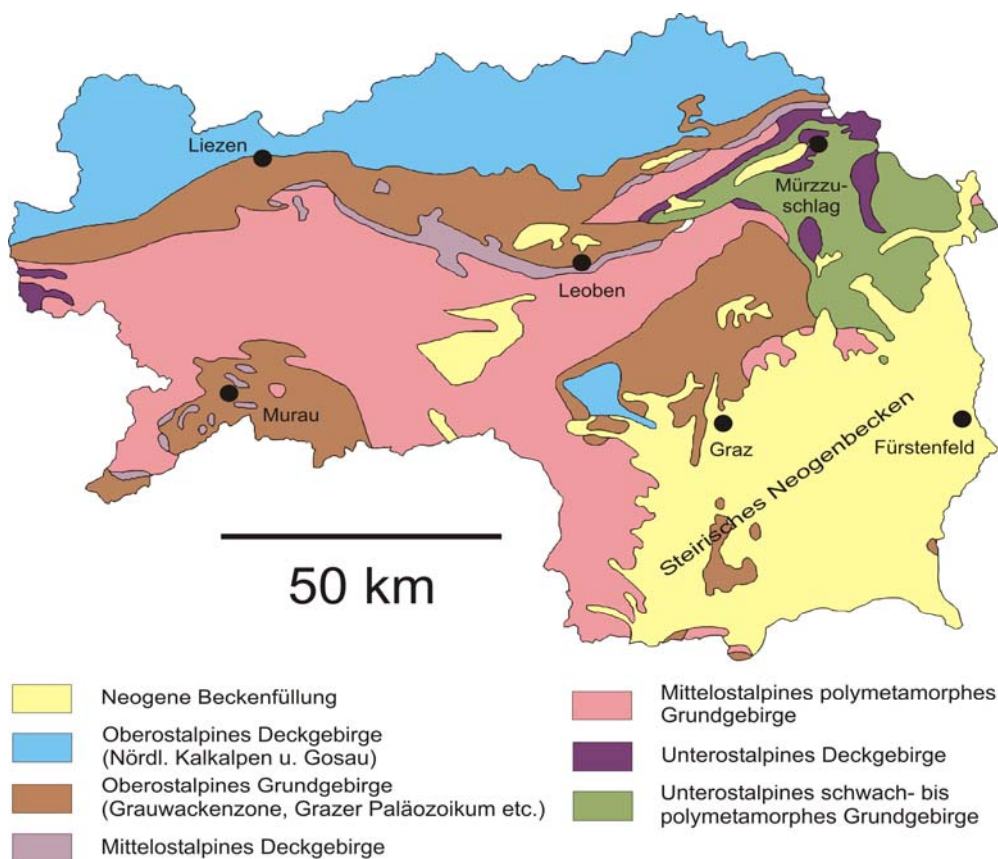 Liezen
Mürzzu-
schlag
Leoben
Murau
Graz
Fürstenfeld
Steirisches Neogenbecken
50 km
Neogene Beckenfüllung
Oberostalpines Deckgebirge
(Nördl. Kalkalpen u. Gosau)
Oberostalpines Grundgebirge
(Grauwackenzone, Grazer Paläozoikum etc.)
Mittelostalpines Deckgebirge
Mittelostalpines polymetamorphes
Grundgebirge
Unterostalpines Deckgebirge
Unterostalpines schwach- bis
polymetamorphes Grundgebirge